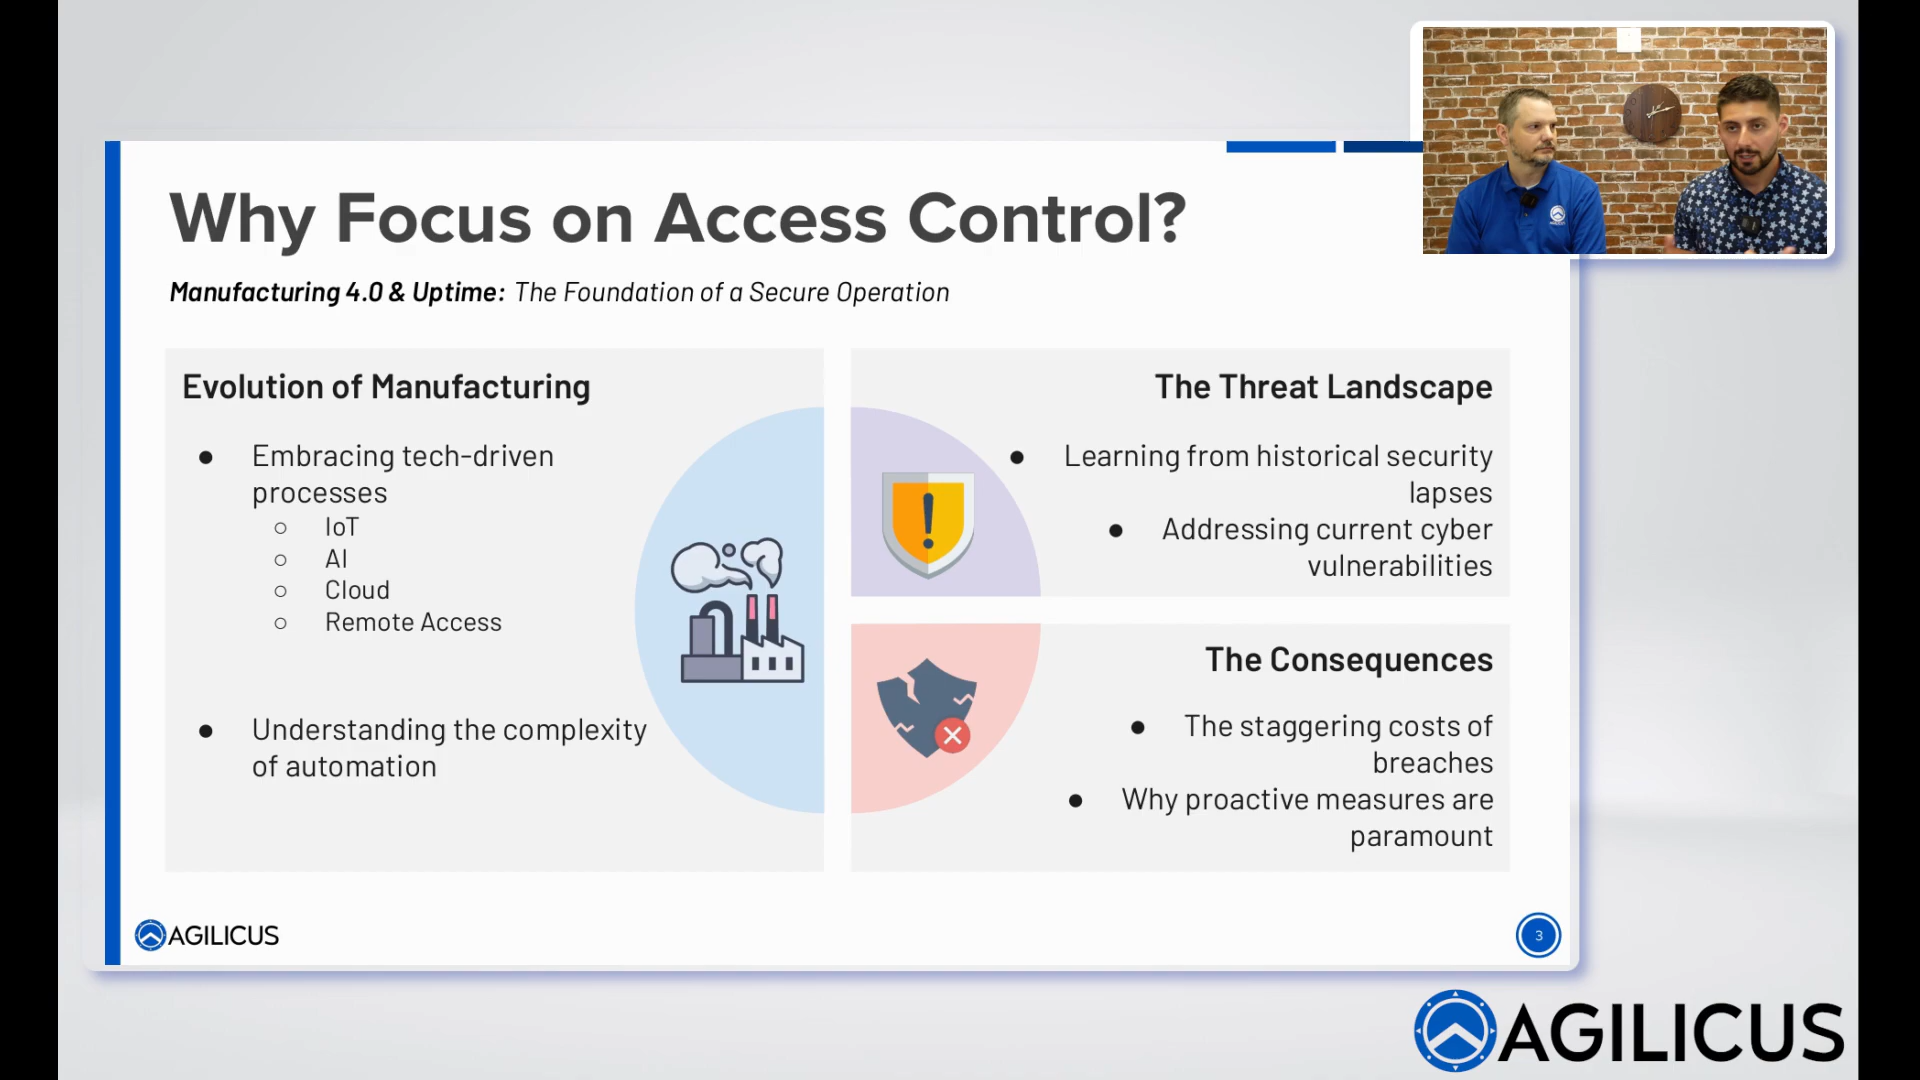 Why Focus on Access Control?
Manufacturing 4.0 & Uptime: The Foundation of a Secure Operation
Evolution of Manufacturing
● Embracing tech-driven
processes
○ IoT
○ AI
○ Cloud
○ Remote Access
● Understanding the complexity
of automation
The Threat Landscape
● Learning from historical security
lapses
● Addressing current cyber
vulnerabilities
The Consequences
● The staggering costs of
breaches
● Why proactive measures are
paramount
AGILICUS
3
AGILICUS